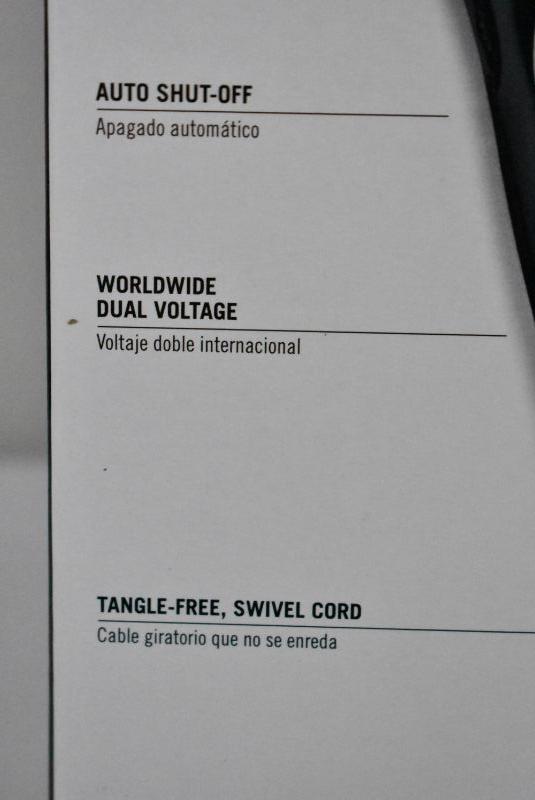 AUTO SHUT-OFF
Apagado automático
WORLDWIDE
DUAL VOLTAGE
Voltaje doble internacional
TANGLE-FREE, SWIVEL CORD
Cable giratorio que no se enreda